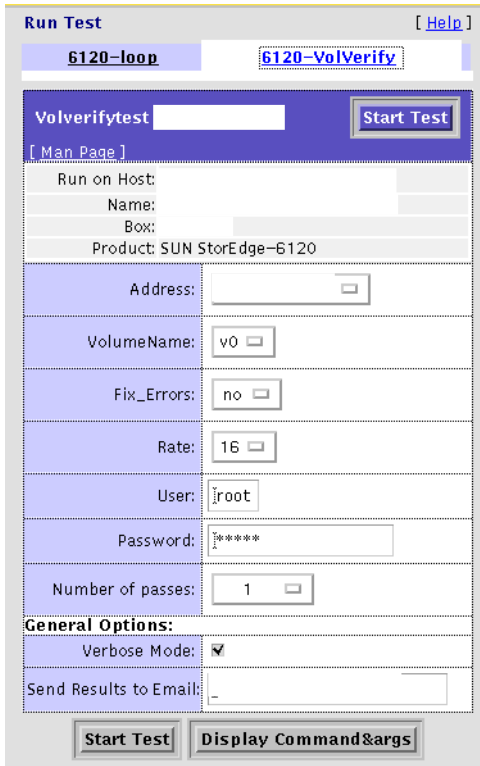 Run Test [ Help ]
6120-loop 6120-VolVerify
Volverifytest Start Test
[ Man Page ]
Run on Host:
Name:
Box:
Product: SUN StorEdge-6120
Address:
VolumeName: v0
Fix_Errors: no
Rate: 16
User: root
Password: *****
Number of passes: 1
General Options:
Verbose Mode:
Send Results to Email: _
Start Test Display Command&args